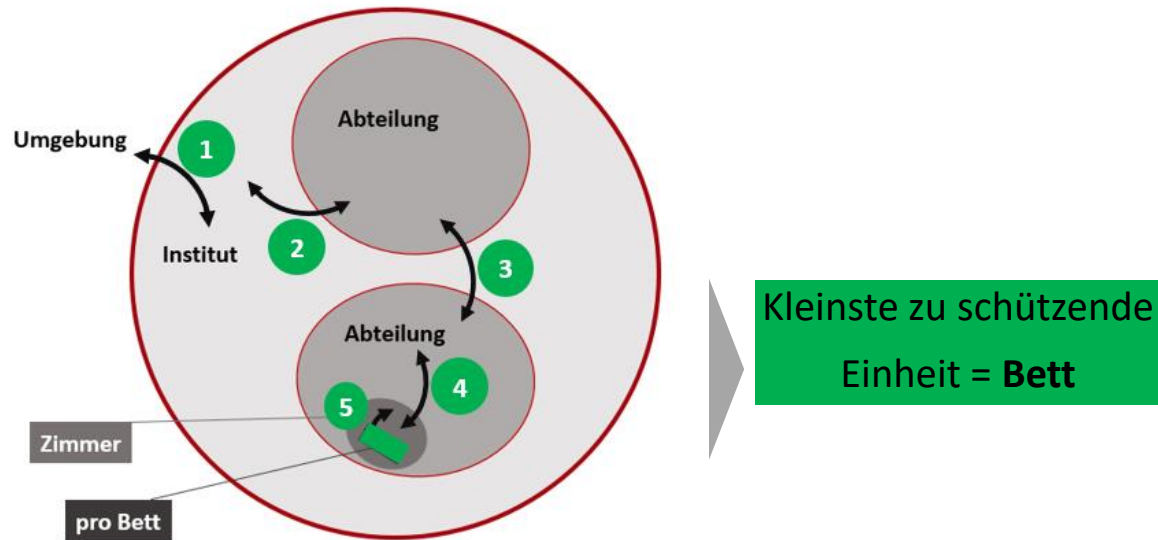 Abteilung
Umgebung
1
2
Institut
3
Abteilung
4
5
Zimmer
pro Bett
Kleinste zu schützende
Einheit = Bett